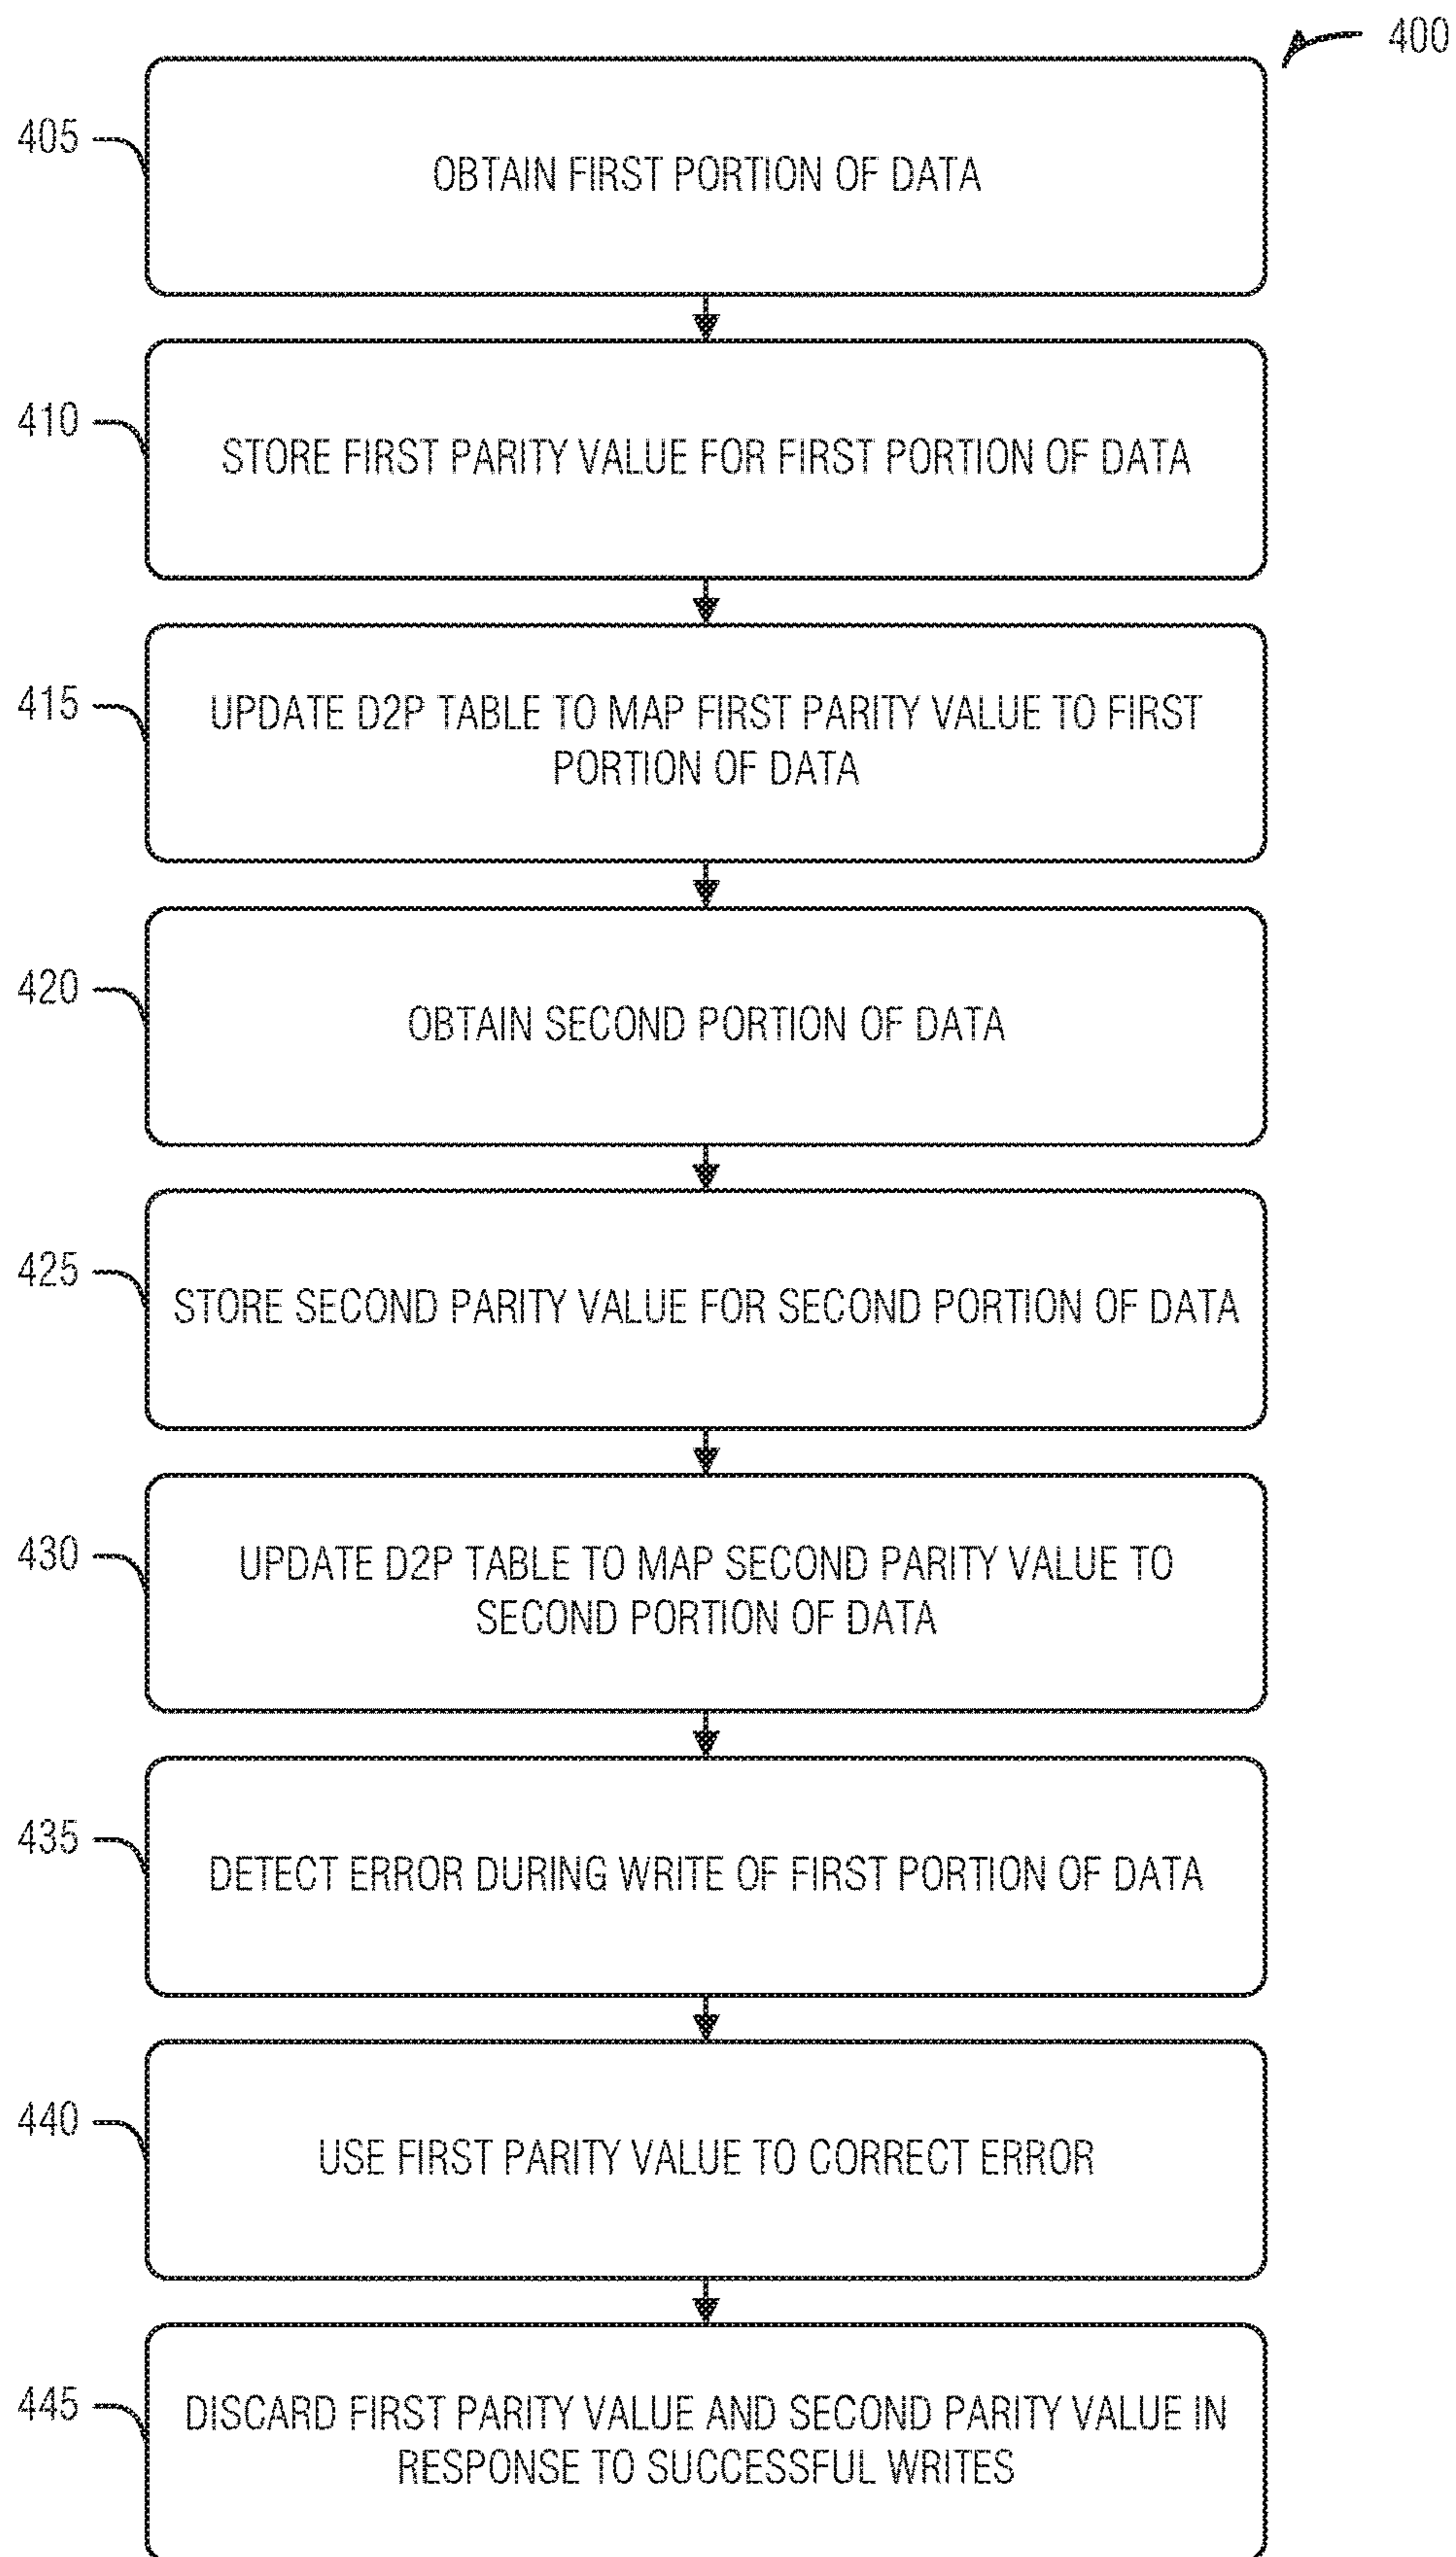 400
405
OBTAIN FIRST PORTION OF DATA
410
STORE FIRST PARITY VALUE FOR FIRST PORTION OF DATA
415
UPDATE D2P TABLE TO MAP FIRST PARITY VALUE TO FIRST
PORTION OF DATA
420
OBTAIN SECOND PORTION OF DATA
425
STORE SECOND PARITY VALUE FOR SECOND PORTION OF DATA
430
UPDATE D2P TABLE TO MAP SECOND PARITY VALUE TO
SECOND PORTION OF DATA
435
DETECT ERROR DURING WRITE OF FIRST PORTION OF DATA
440
USE FIRST PARITY VALUE TO CORRECT ERROR
445
DISCARD FIRST PARITY VALUE AND SECOND PARITY VALUE IN
RESPONSE TO SUCCESSFUL WRITES